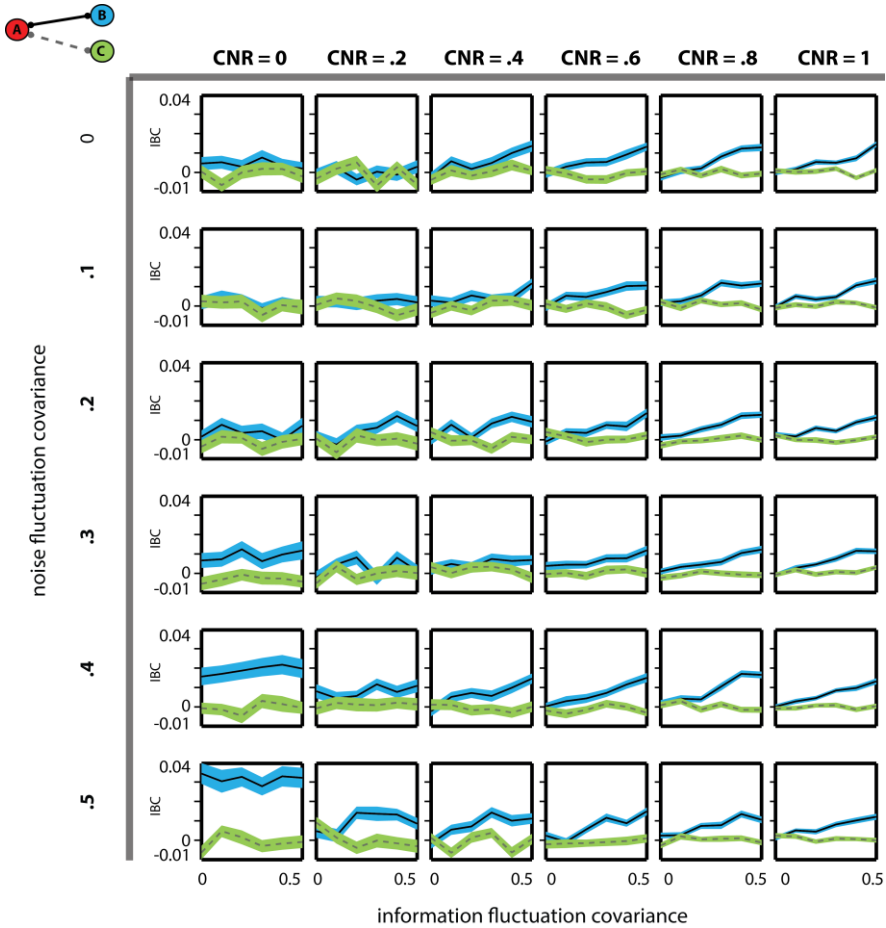 A
B
C
CNR = 0 CNR = .2 CNR = .4 CNR = .6 CNR = .8 CNR = 1
noise fluctuation covariance
0
0.04
IBC
0
-0.01
.1
0.04
IBC
0
-0.01
.2
0.04
IBC
0
-0.01
.3
0.04
IBC
0
-0.01
.4
0.04
IBC
0
-0.01
.5
0.04
IBC
0
-0.01
0 0.5 0 0.5 0 0.5 0 0.5 0 0.5 0 0.5
information fluctuation covariance